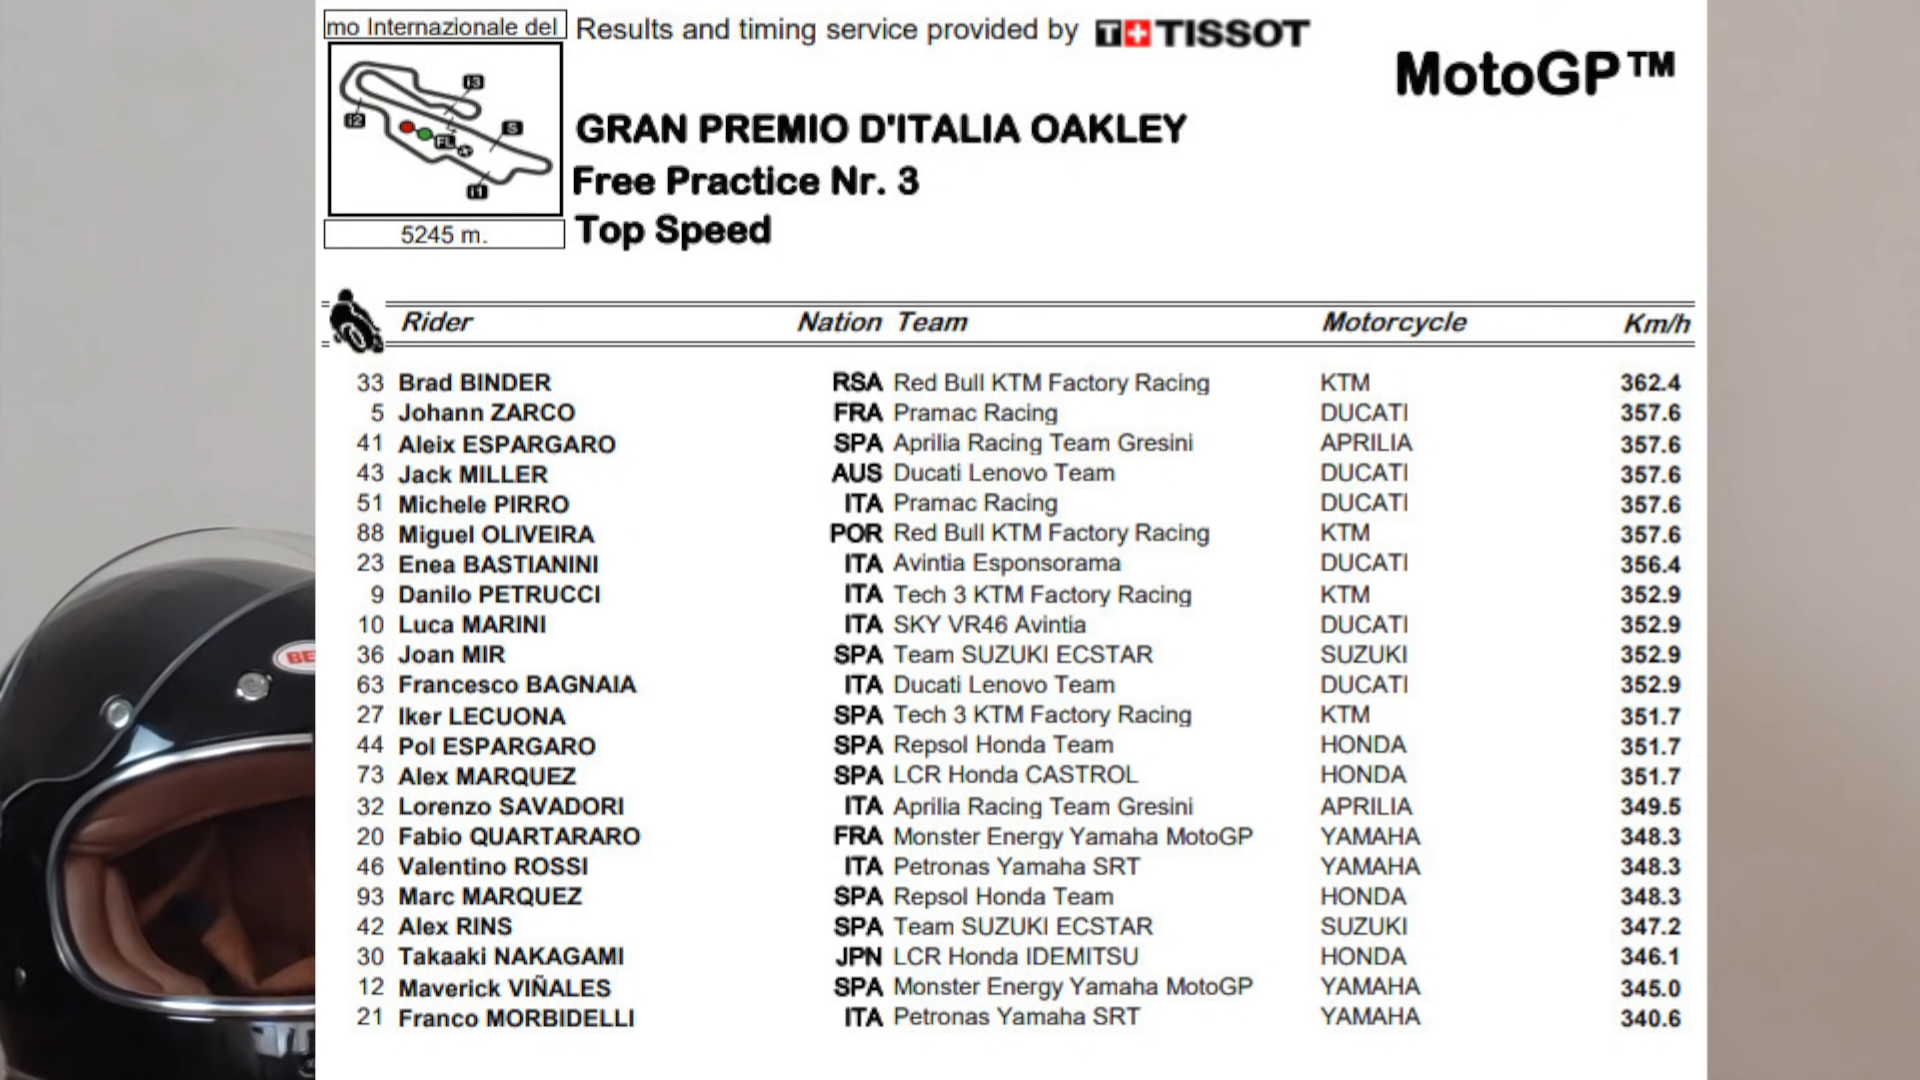 mo Internazionale del
Results and timing service provided by TISSOT
MotoGP™
I3
I2
S
FL
I1
5245 m.
GRAN PREMIO D'ITALIA OAKLEY
Free Practice Nr. 3
Top Speed
Rider Nation Team Motorcycle Km/h
33 Brad BINDER RSA Red Bull KTM Factory Racing KTM 362.4
5 Johann ZARCO FRA Pramac Racing DUCATI 357.6
41 Aleix ESPARGARO SPA Aprilia Racing Team Gresini APRILIA 357.6
43 Jack MILLER AUS Ducati Lenovo Team DUCATI 357.6
51 Michele PIRRO ITA Pramac Racing DUCATI 357.6
88 Miguel OLIVEIRA POR Red Bull KTM Factory Racing KTM 357.6
23 Enea BASTIANINI ITA Avintia Esponsorama DUCATI 356.4
9 Danilo PETRUCCI ITA Tech 3 KTM Factory Racing KTM 352.9
10 Luca MARINI ITA SKY VR46 Avintia DUCATI 352.9
36 Joan MIR SPA Team SUZUKI ECSTAR SUZUKI 352.9
63 Francesco BAGNAIA ITA Ducati Lenovo Team DUCATI 352.9
27 Iker LECUONA SPA Tech 3 KTM Factory Racing KTM 351.7
44 Pol ESPARGARO SPA Repsol Honda Team HONDA 351.7
73 Alex MARQUEZ SPA LCR Honda CASTROL HONDA 351.7
32 Lorenzo SAVADORI ITA Aprilia Racing Team Gresini APRILIA 349.5
20 Fabio QUARTARARO FRA Monster Energy Yamaha MotoGP YAMAHA 348.3
46 Valentino ROSSI ITA Petronas Yamaha SRT YAMAHA 348.3
93 Marc MARQUEZ SPA Repsol Honda Team HONDA 348.3
42 Alex RINS SPA Team SUZUKI ECSTAR SUZUKI 347.2
30 Takaaki NAKAGAMI JPN LCR Honda IDEMITSU HONDA 346.1
12 Maverick VIÑALES SPA Monster Energy Yamaha MotoGP YAMAHA 345.0
21 Franco MORBIDELLI ITA Petronas Yamaha SRT YAMAHA 340.6
BE